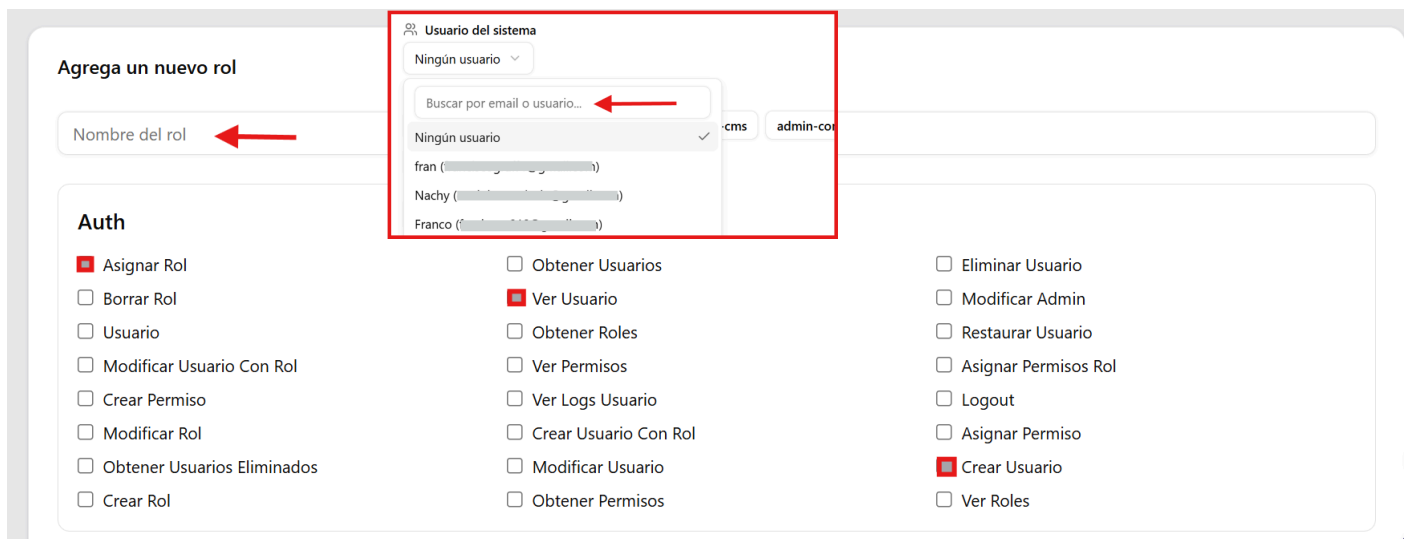 Usuario del sistema
Ningún usuario
Buscar por email o usuario...
Ningún usuario
fran (
Nachy (
Franco (
-cms
admin-cor
Agrega un nuevo rol
Nombre del rol
Auth
Asignar Rol
Obtener Usuarios
Eliminar Usuario
Borrar Rol
Ver Usuario
Modificar Admin
Usuario
Obtener Roles
Restaurar Usuario
Modificar Usuario Con Rol
Ver Permisos
Asignar Permisos Rol
Crear Permiso
Ver Logs Usuario
Logout
Modificar Rol
Crear Usuario Con Rol
Asignar Permiso
Obtener Usuarios Eliminados
Modificar Usuario
Crear Usuario
Crear Rol
Obtener Permisos
Ver Roles